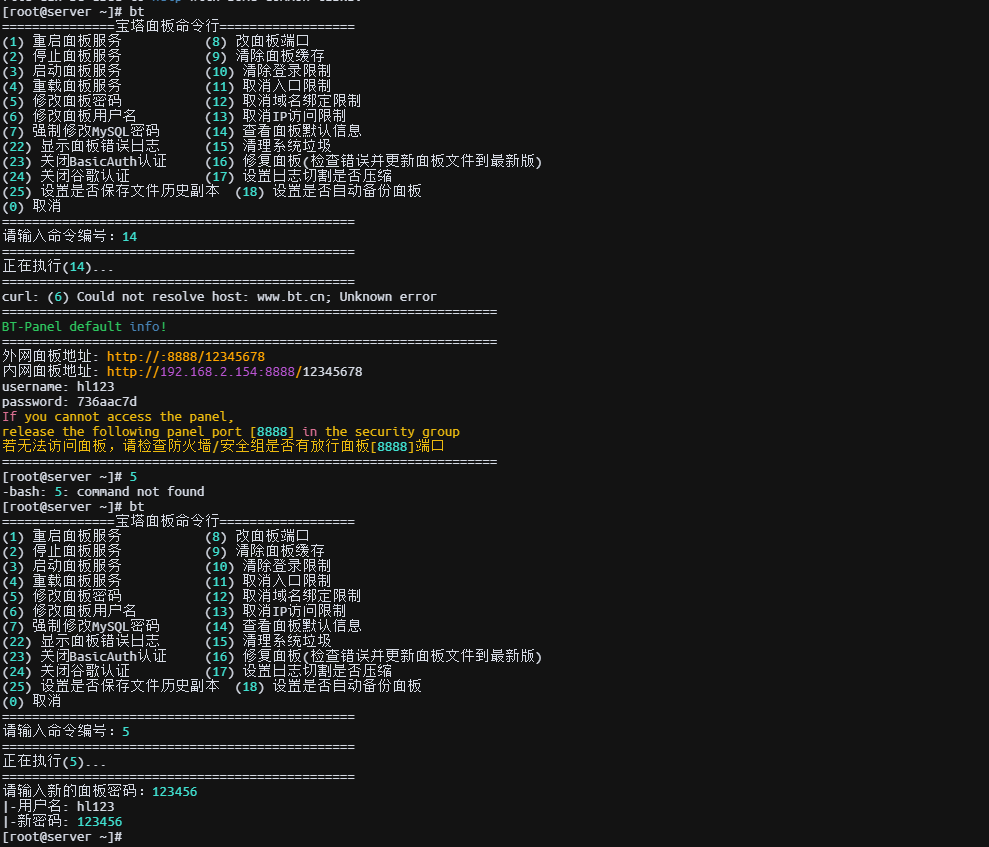 [root@server ~]# bt
===============宝塔面板命令行==================
(1) 重启面板服务           (8) 改面板端口
(2) 停止面板服务           (9) 清除面板缓存
(3) 启动面板服务           (10) 清除登录限制
(4) 重载面板服务           (11) 取消入口限制
(5) 修改面板密码           (12) 取消域名绑定限制
(6) 修改面板用户名         (13) 取消IP访问限制
(7) 强制修改MySQL密码      (14) 查看面板默认信息
(22) 显示面板错误日志      (15) 清理系统垃圾
(23) 关闭BasicAuth认证     (16) 修复面板(检查错误并更新面板文件到最新版)
(24) 关闭谷歌认证          (17) 设置日志切割是否压缩
(25) 设置是否保存文件历史副本  (18) 设置是否自动备份面板
(0) 取消
===============================================
请输入命令编号：14
===============================================
正在执行(14)...
===============================================
curl: (6) Could not resolve host: www.bt.cn; Unknown error
==================================================================
BT-Panel default info!
==================================================================
外网面板地址: http://:8888/12345678
内网面板地址: http://192.168.2.154:8888/12345678
username: hl123
password: 736aac7d
If you cannot access the panel,
release the following panel port [8888] in the security group
若无法访问面板，请检查防火墙/安全组是否有放行面板[8888]端口
==================================================================
[root@server ~]# 5
-bash: 5: command not found
[root@server ~]# bt
===============宝塔面板命令行==================
(1) 重启面板服务           (8) 改面板端口
(2) 停止面板服务           (9) 清除面板缓存
(3) 启动面板服务           (10) 清除登录限制
(4) 重载面板服务           (11) 取消入口限制
(5) 修改面板密码           (12) 取消域名绑定限制
(6) 修改面板用户名         (13) 取消IP访问限制
(7) 强制修改MySQL密码      (14) 查看面板默认信息
(22) 显示面板错误日志      (15) 清理系统垃圾
(23) 关闭BasicAuth认证     (16) 修复面板(检查错误并更新面板文件到最新版)
(24) 关闭谷歌认证          (17) 设置日志切割是否压缩
(25) 设置是否保存文件历史副本  (18) 设置是否自动备份面板
(0) 取消
===============================================
请输入命令编号：5
===============================================
正在执行(5)...
===============================================
请输入新的面板密码：123456
|-用户名: hl123
|-新密码: 123456
[root@server ~]#